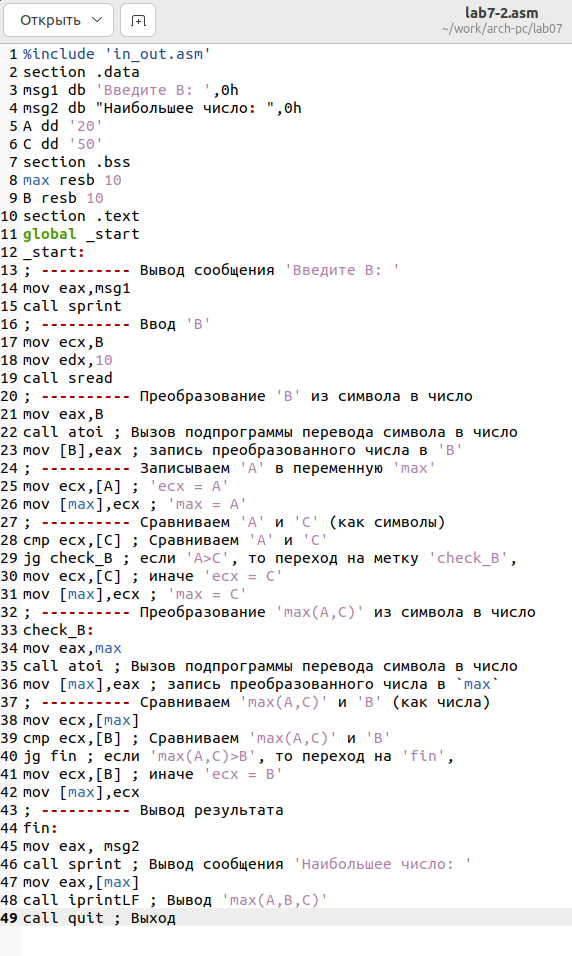 Открыть
lab7-2.asm
~/work/arch-pc/lab07
1 %include 'in_out.asm'
2 section .data
3 msg1 db 'Введите B: ',0h
4 msg2 db "Наибольшее число: ",0h
5 A dd '20'
6 C dd '50'
7 section .bss
8 max resb 10
9 B resb 10
10 section .text
11 global _start
12 _start:
13 ; ---------- Вывод сообщения 'Введите B: '
14 mov eax,msg1
15 call sprint
16 ; ---------- Ввод 'B'
17 mov ecx,B
18 mov edx,10
19 call sread
20 ; ---------- Преобразование 'B' из символа в число
21 mov eax,B
22 call atoi ; Вызов подпрограммы перевода символа в число
23 mov [B],eax ; запись преобразованного числа в 'B'
24 ; ---------- Записываем 'A' в переменную 'max'
25 mov ecx,[A] ; 'ecx = A'
26 mov [max],ecx ; 'max = A'
27 ; ---------- Сравниваем 'A' и 'C' (как символы)
28 cmp ecx,[C] ; Сравниваем 'A' и 'C'
29 jg check_B ; если 'A>C', то переход на метку 'check_B',
30 mov ecx,[C] ; иначе 'ecx = C'
31 mov [max],ecx ; 'max = C'
32 ; ---------- Преобразование 'max(A,C)' из символа в число
33 check_B:
34 mov eax,max
35 call atoi ; Вызов подпрограммы перевода символа в число
36 mov [max],eax ; запись преобразованного числа в `max`
37 ; ---------- Сравниваем 'max(A,C)' и 'B' (как числа)
38 mov ecx,[max]
39 cmp ecx,[B] ; Сравниваем 'max(A,C)' и 'B'
40 jg fin ; если 'max(A,C)>B', то переход на 'fin',
41 mov ecx,[B] ; иначе 'ecx = B'
42 mov [max],ecx
43 ; ---------- Вывод результата
44 fin:
45 mov eax, msg2
46 call sprint ; Вывод сообщения 'Наибольшее число: '
47 mov eax,[max]
48 call iprintLF ; Вывод 'max(A,B,C)'
49 call quit ; Выход